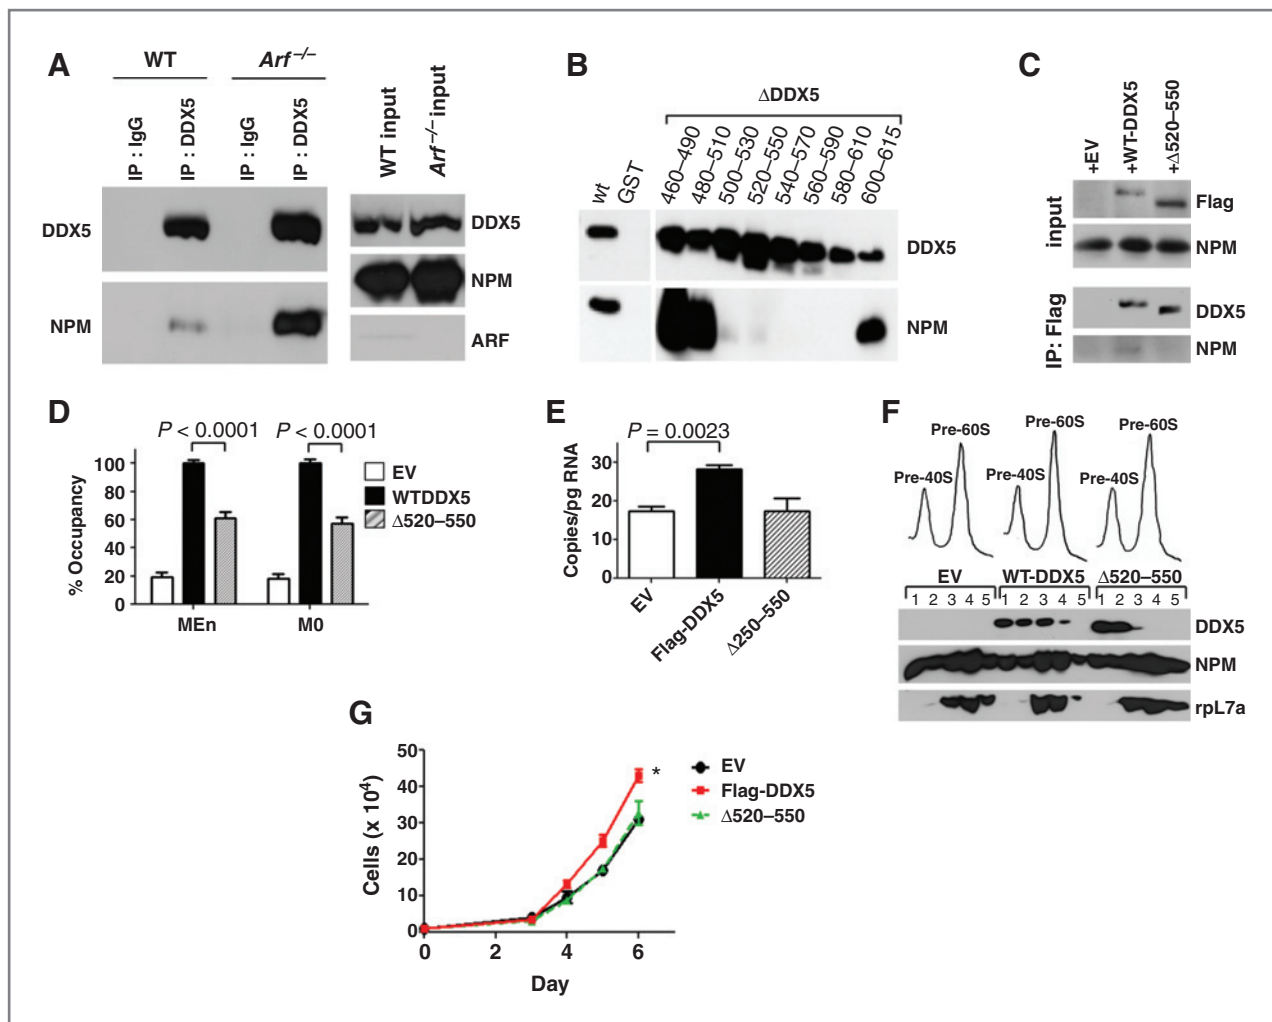 A
WT
Arf –/–
IP : IgG
IP : DDX5
IP : IgG
IP : DDX5
WT input
Arf –/– input
DDX5
NPM
DDX5
NPM
ARF
B
ΔDDX5
wt
GST
460–490
480–510
500–530
520–550
540–570
560–590
580–610
600–615
DDX5
NPM
C
+EV
+WT-DDX5
+Δ520–550
input
Flag
NPM
IP: Flag
DDX5
NPM
D
P < 0.0001 P < 0.0001
% Occupancy
100
80
60
40
20
0
MEn M0
EV
WTDDX5
Δ520–550
E
P = 0.0023
Copies/pg RNA
30
20
10
0
EV
Flag-DDX5
Δ250–550
F
Pre-60S Pre-60S Pre-60S
Pre-40S Pre-40S Pre-40S
EV WT-DDX5 Δ520–550
1 2 3 4 5 1 2 3 4 5 1 2 3 4 5
DDX5
NPM
rpL7a
G
Cells (x 10⁴)
50
40
30
20
10
0
0 2 4 6
Day
*
EV
Flag-DDX5
Δ520–550